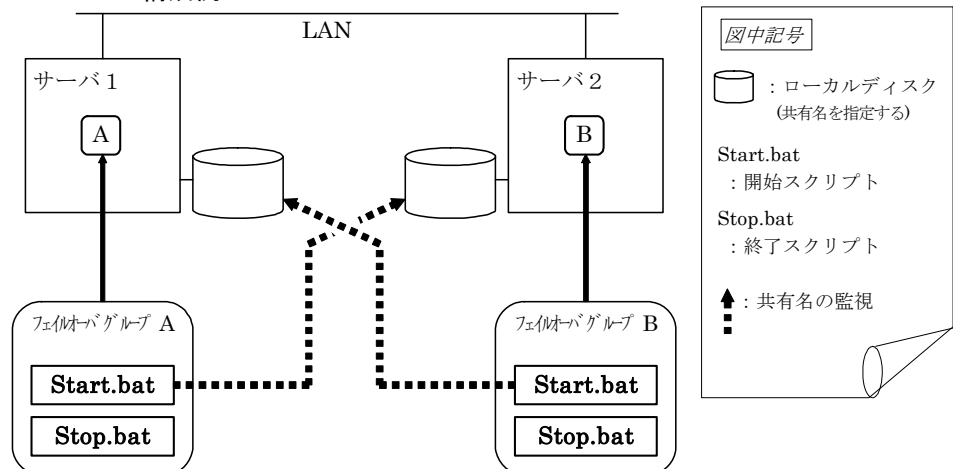 LAN
サーバ1
A
サーバ2
B
フェイルオーバグループ A
Start.bat
Stop.bat
フェイルオーバグループ B
Start.bat
Stop.bat
図中記号
:ローカルディスク
(共有名を指定する)
Start.bat
:開始スクリプト
Stop.bat
:終了スクリプト
:共有名の監視